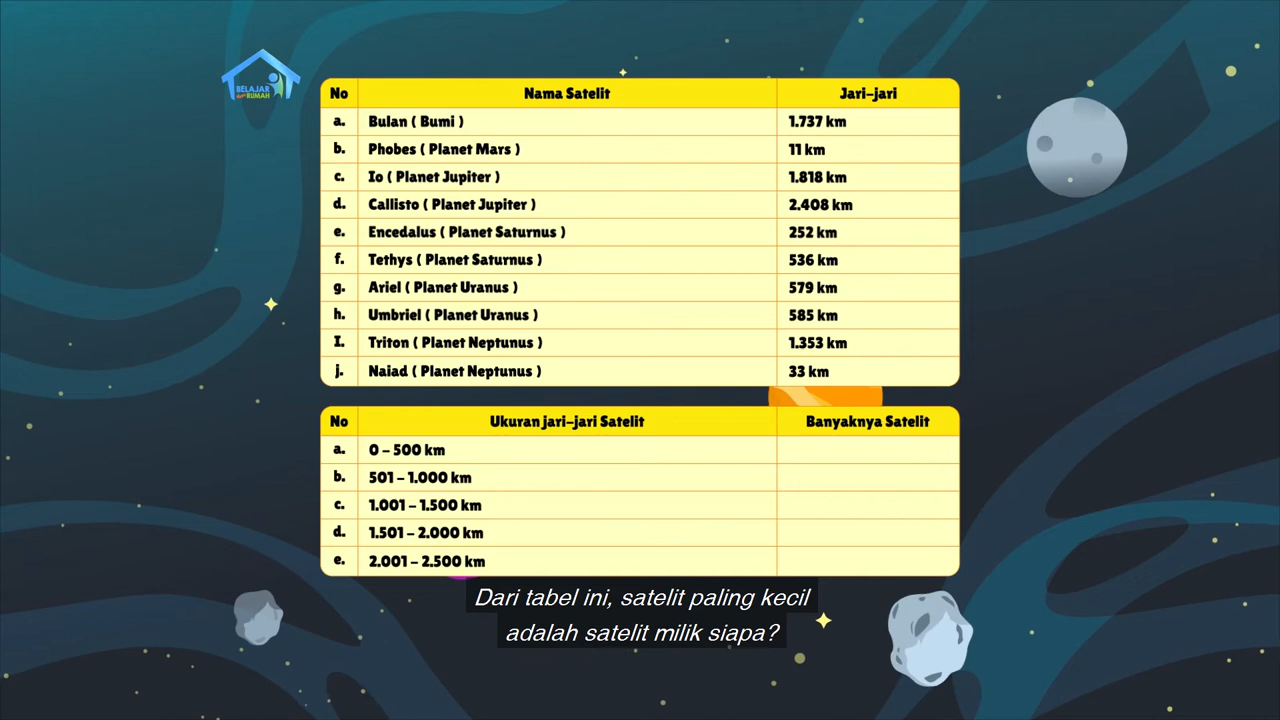 BELAJAR
dari RUMAH
No Nama Satelit Jari-jari
a. Bulan ( Bumi ) 1.737 km
b. Phobes ( Planet Mars ) 11 km
c. Io ( Planet Jupiter ) 1.818 km
d. Callisto ( Planet Jupiter ) 2.408 km
e. Encedalus ( Planet Saturnus ) 252 km
f. Tethys ( Planet Saturnus ) 536 km
g. Ariel ( Planet Uranus ) 579 km
h. Umbriel ( Planet Uranus ) 585 km
I. Triton ( Planet Neptunus ) 1.353 km
j. Naiad ( Planet Neptunus ) 33 km
No Ukuran jari-jari Satelit Banyaknya Satelit
a. 0 – 500 km
b. 501 – 1.000 km
c. 1.001 – 1.500 km
d. 1.501 – 2.000 km
e. 2.001 – 2.500 km
Dari tabel ini, satelit paling kecil
adalah satelit milik siapa?